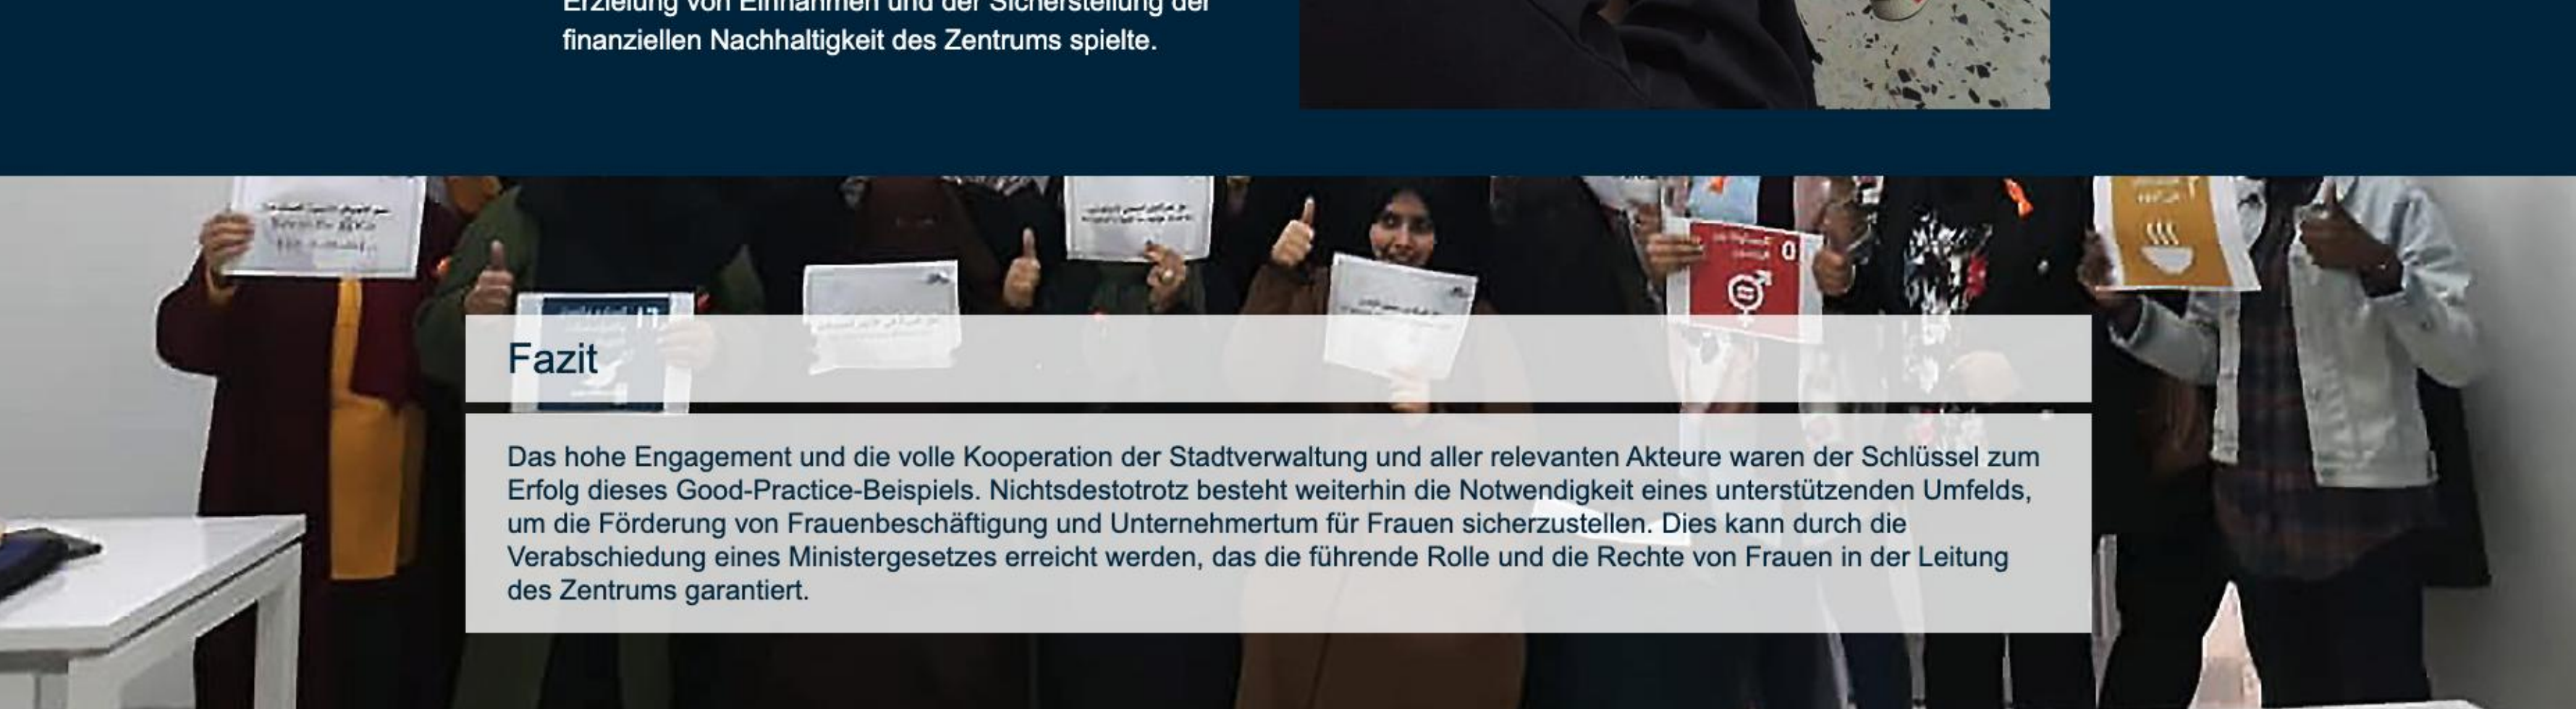 Erzielung von Einnahmen und der Sicherstellung der
finanziellen Nachhaltigkeit des Zentrums spielte.
Fazit
Das hohe Engagement und die volle Kooperation der Stadtverwaltung und aller relevanten Akteure waren der Schlüssel zum
Erfolg dieses Good-Practice-Beispiels. Nichtsdestotrotz besteht weiterhin die Notwendigkeit eines unterstützenden Umfelds,
um die Förderung von Frauenbeschäftigung und Unternehmertum für Frauen sicherzustellen. Dies kann durch die
Verabschiedung eines Ministergesetzes erreicht werden, das die führende Rolle und die Rechte von Frauen in der Leitung
des Zentrums garantiert.